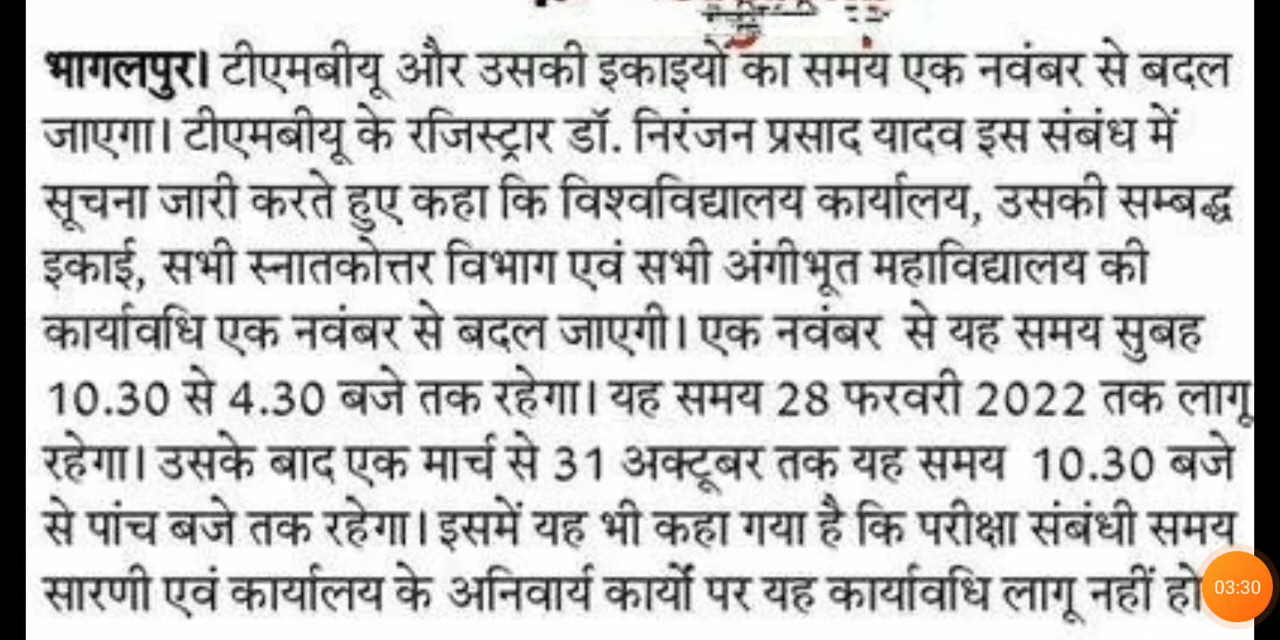 भागलपुर। टीएमबीयू और उसकी इकाइयों का समय एक नवंबर से बदल
जाएगा। टीएमबीयू के रजिस्ट्रार डॉ. निरंजन प्रसाद यादव इस संबंध में
सूचना जारी करते हुए कहा कि विश्वविद्यालय कार्यालय, उसकी सम्बद्ध
इकाई, सभी स्नातकोत्तर विभाग एवं सभी अंगीभूत महाविद्यालय की
कार्यावधि एक नवंबर से बदल जाएगी। एक नवंबर से यह समय सुबह
10.30 से 4.30 बजे तक रहेगा। यह समय 28 फरवरी 2022 तक लागू
रहेगा। उसके बाद एक मार्च से 31 अक्टूबर तक यह समय 10.30 बजे
से पांच बजे तक रहेगा। इसमें यह भी कहा गया है कि परीक्षा संबंधी समय
सारणी एवं कार्यालय के अनिवार्य कार्यों पर यह कार्यावधि लागू नहीं हो
03:30